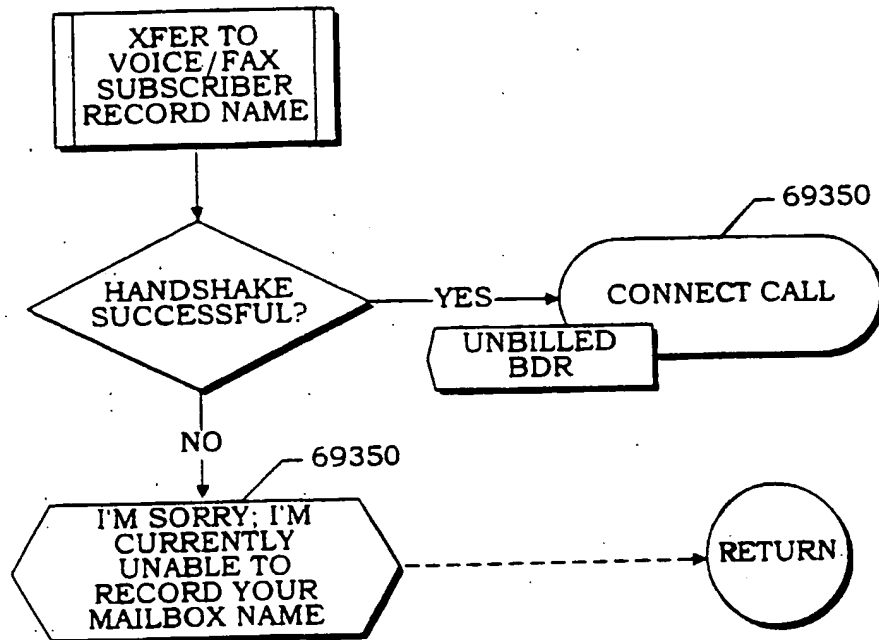 XFER TO
VOICE/FAX
SUBSCRIBER
RECORD NAME
HANDSHAKE
SUCCESSFUL?
YES
69350
CONNECT CALL
UNBILLED
BDR
NO
69350
I'M SORRY; I'M
CURRENTLY
UNABLE TO
RECORD YOUR
MAILBOX NAME
RETURN